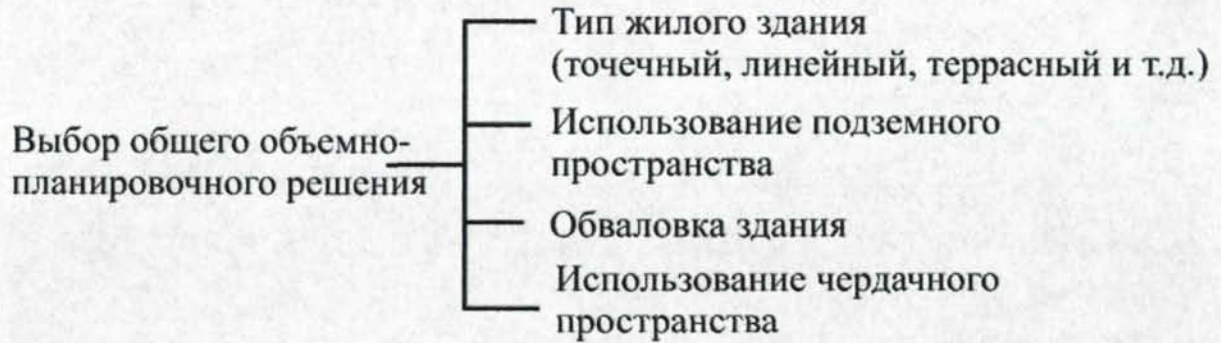 Тип жилого здания
(точечный, линейный, террасный и т.д.)
Выбор общего объемно-
планировочного решения
Использование подземного
пространства
Обваловка здания
Использование чердачного
пространства